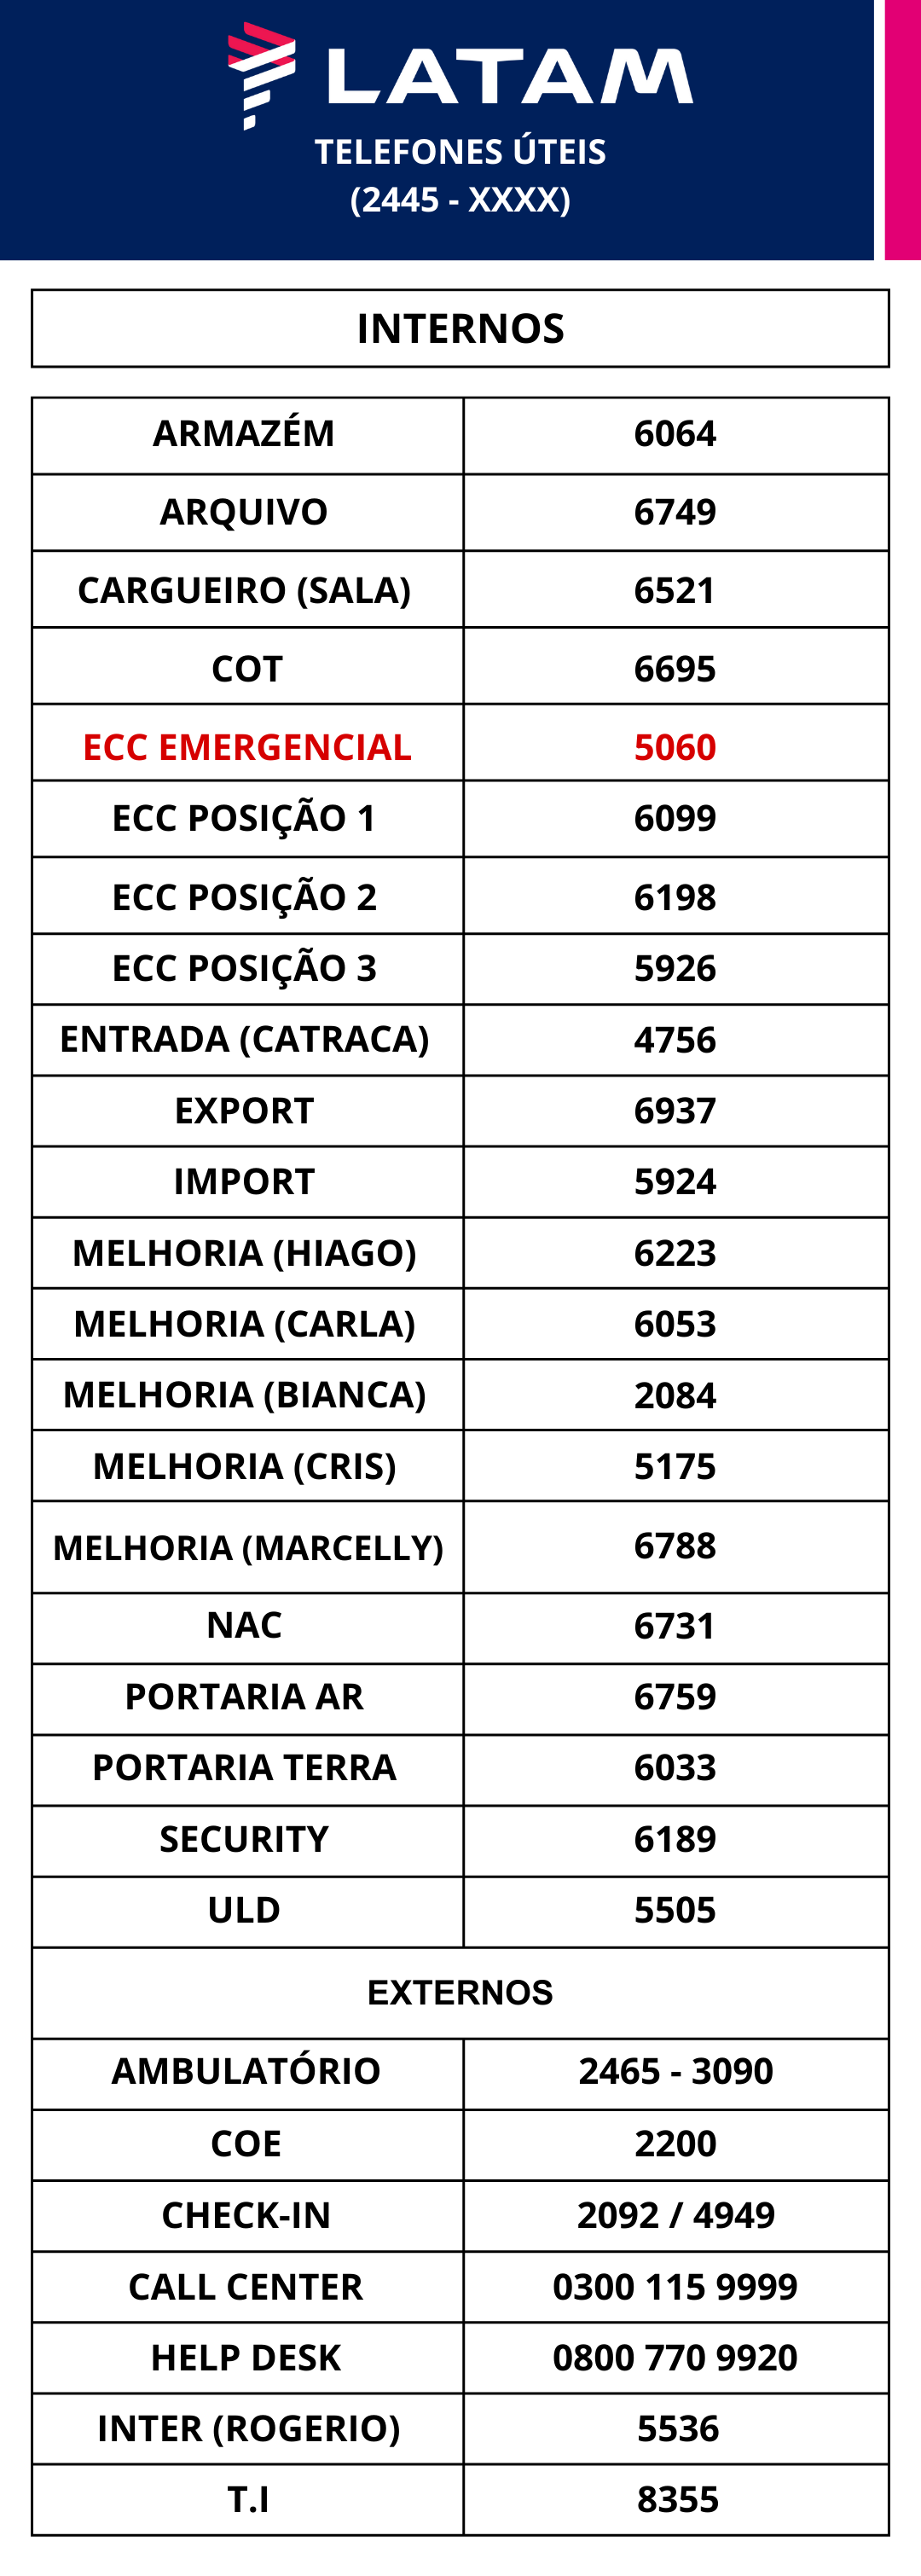 LATAM
TELEFONES ÚTEIS
(2445 - XXXX)
INTERNOS
ARMAZÉM 6064
ARQUIVO 6749
CARGUEIRO (SALA) 6521
COT 6695
ECC EMERGENCIAL 5060
ECC POSIÇÃO 1 6099
ECC POSIÇÃO 2 6198
ECC POSIÇÃO 3 5926
ENTRADA (CATRACA) 4756
EXPORT 6937
IMPORT 5924
MELHORIA (HIAGO) 6223
MELHORIA (CARLA) 6053
MELHORIA (BIANCA) 2084
MELHORIA (CRIS) 5175
MELHORIA (MARCELLY) 6788
NAC 6731
PORTARIA AR 6759
PORTARIA TERRA 6033
SECURITY 6189
ULD 5505
EXTERNOS
AMBULATÓRIO 2465 - 3090
COE 2200
CHECK-IN 2092 / 4949
CALL CENTER 0300 115 9999
HELP DESK 0800 770 9920
INTER (ROGERIO) 5536
T.I 8355